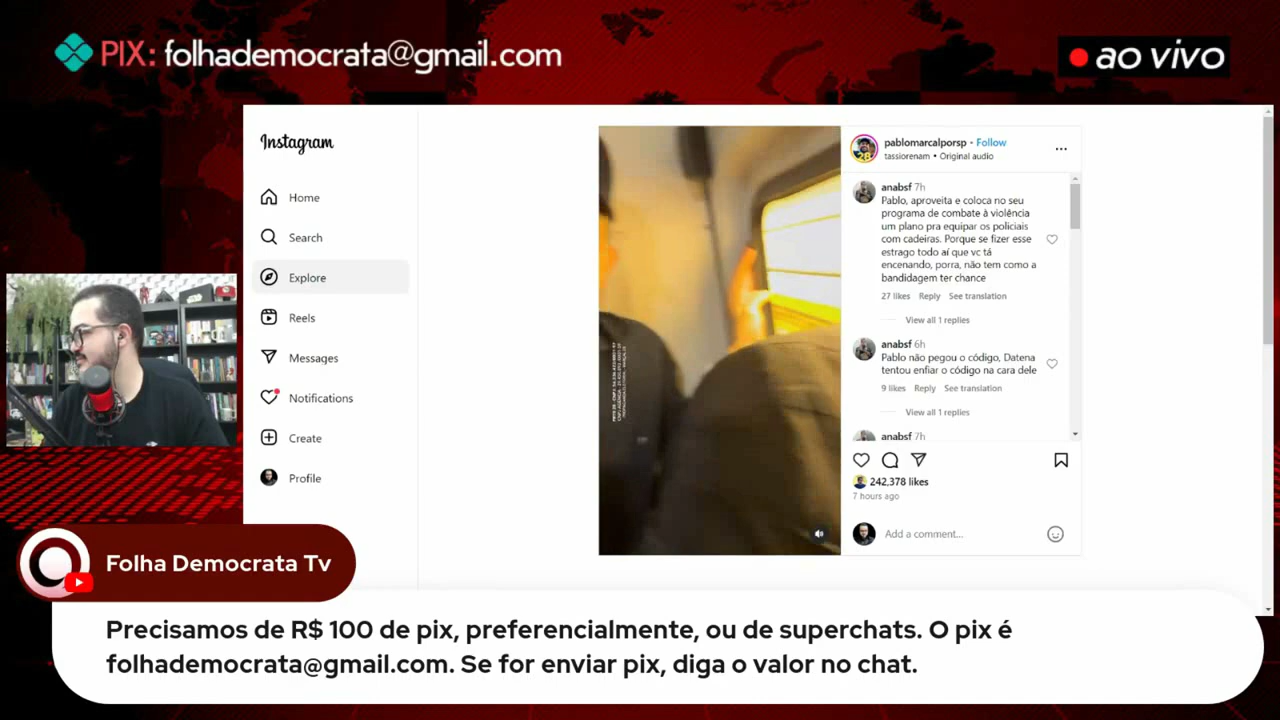 PIX: folhademocrata@gmail.com
ao vivo
Instagram
Home
Search
Explore
Reels
Messages
Notifications
Create
Profile
pablomarcalporsp • Follow
tassiorenam • Original audio
anabsf 7h
Pablo, aproveita e coloca no seu
programa de combate à violência
um plano pra equipar os policiais
com cadeiras. Porque se fizer esse
estrago todo aí que vc tá
encenando, porra, não tem como a
bandidagem ter chance
27 likes Reply See translation
View all 1 replies
anabsf 6h
Pablo não pegou o código, Datena
tentou enfiar o código na cara dele
9 likes Reply See translation
View all 1 replies
anabsf 7h
242,378 likes
7 hours ago
Add a comment...
Folha Democrata Tv
Precisamos de R$ 100 de pix, preferencialmente, ou de superchats. O pix é
folhademocrata@gmail.com. Se for enviar pix, diga o valor no chat.